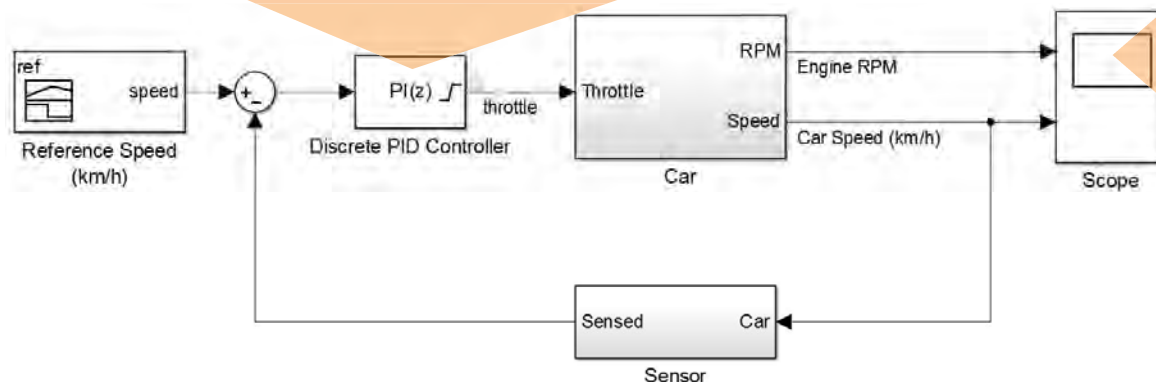 ref
speed
Reference Speed
(km/h)
+
−
PI(z)
Discrete PID Controller
throttle
Throttle
RPM
Speed
Car
Engine RPM
Car Speed (km/h)
Scope
Sensed
Car
Sensor